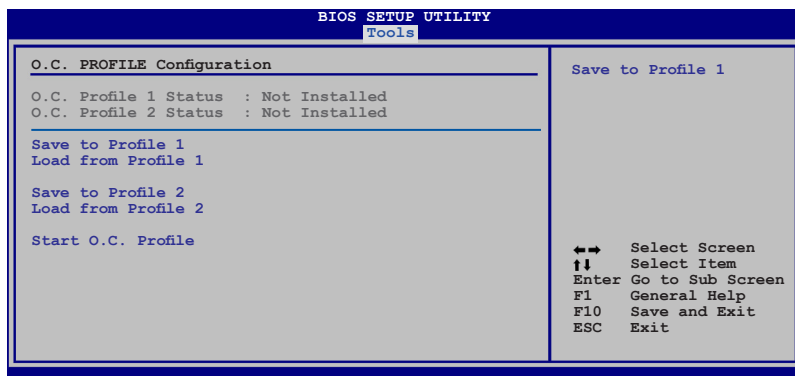 BIOS SETUP UTILITY
Tools
O.C. PROFILE Configuration
O.C. Profile 1 Status : Not Installed
O.C. Profile 2 Status : Not Installed
Save to Profile 1
Load from Profile 1
Save to Profile 2
Load from Profile 2
Start O.C. Profile
Save to Profile 1
←→ Select Screen
↑↓ Select Item
Enter Go to Sub Screen
F1 General Help
F10 Save and Exit
ESC Exit